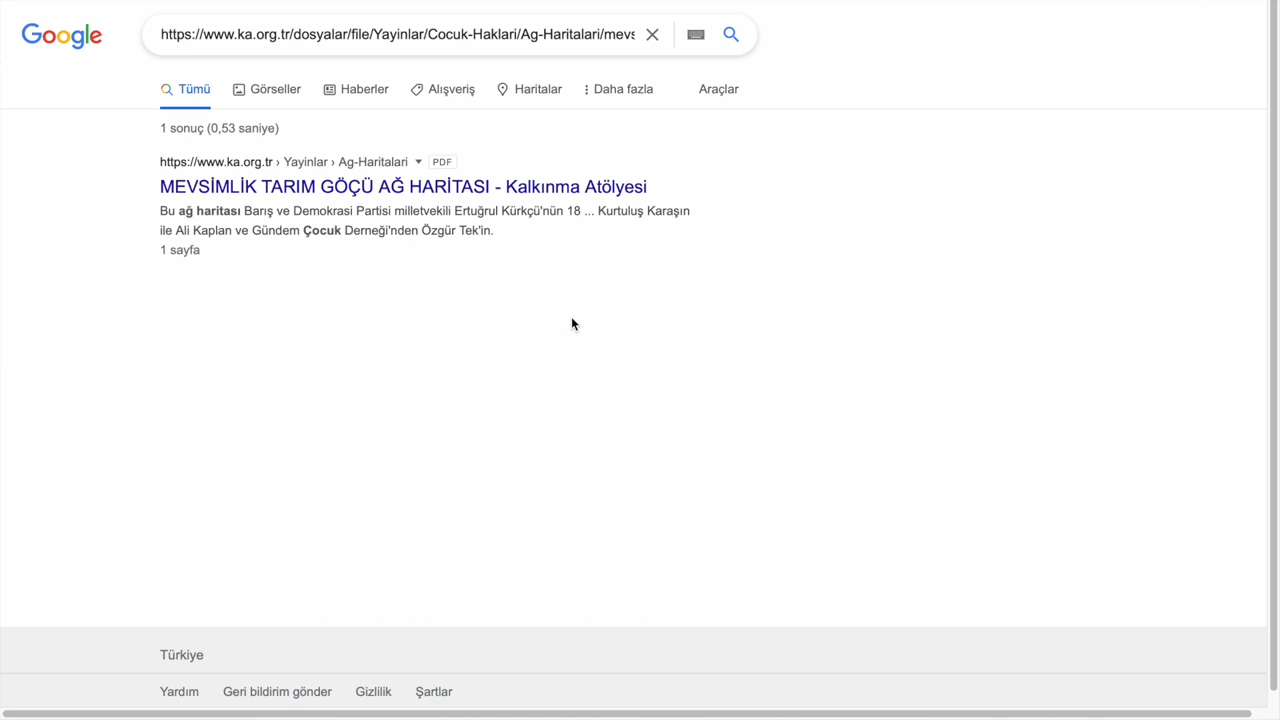 Google
https://www.ka.org.tr/dosyalar/file/Yayinlar/Cocuk-Haklari/Ag-Haritalari/mevs
Tümü Görseller Haberler Alışveriş Haritalar Daha fazla Araçlar
1 sonuç (0,53 saniye)
https://www.ka.org.tr › Yayinlar › Ag-Haritalari PDF
MEVSİMLİK TARIM GÖÇÜ AĞ HARİTASI - Kalkınma Atölyesi
Bu ağ haritası Barış ve Demokrasi Partisi milletvekili Ertuğrul Kürkçü'nün 18 ... Kurtuluş Karaşın
ile Ali Kaplan ve Gündem Çocuk Derneği'nden Özgür Tek'in.
1 sayfa
Türkiye
Yardım Geri bildirim gönder Gizlilik Şartlar